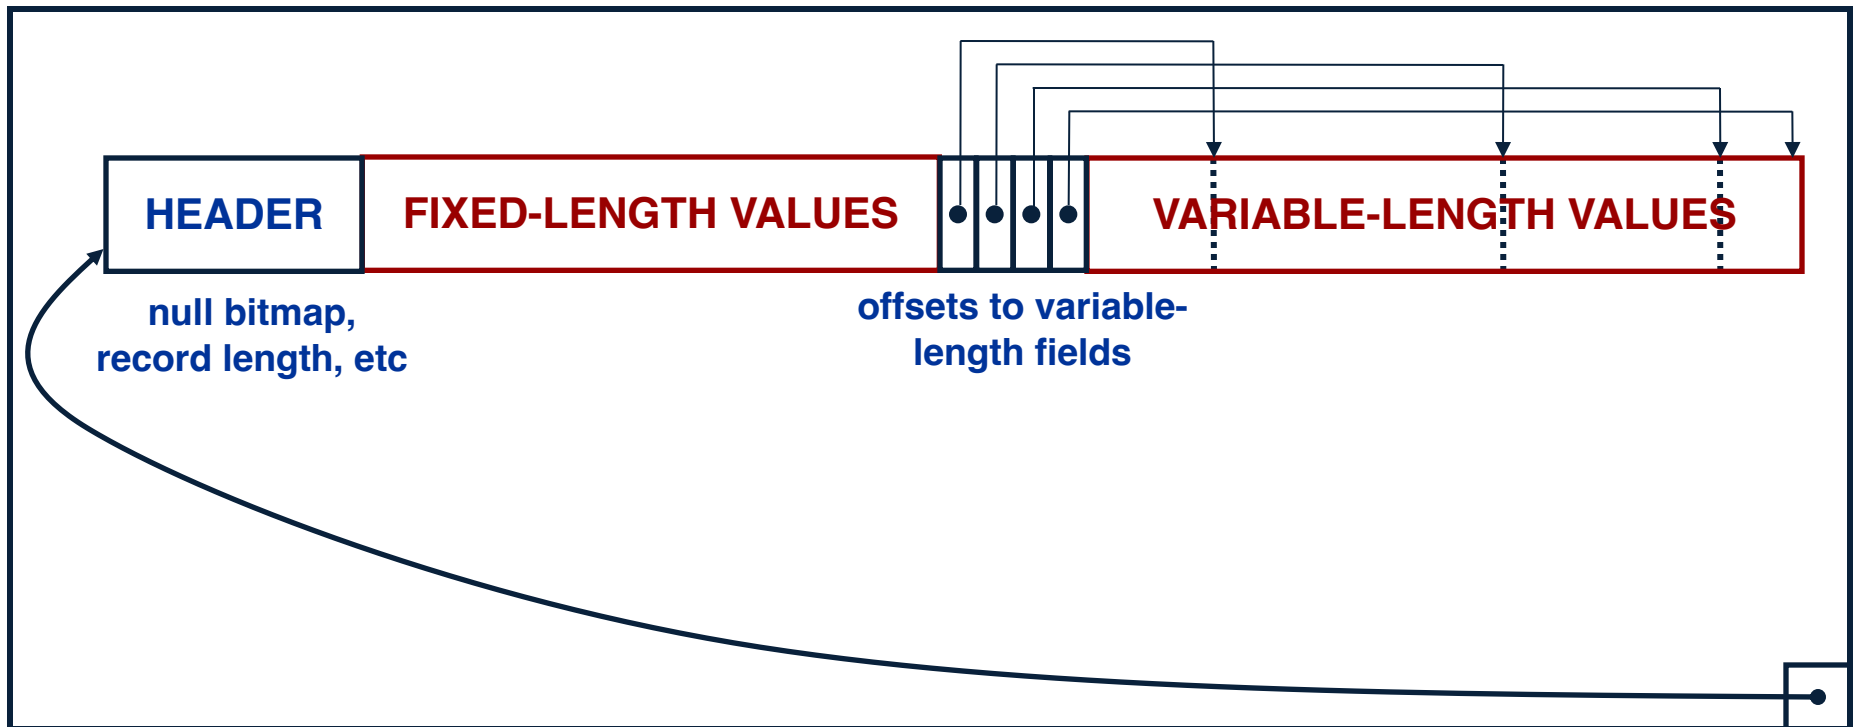 HEADER
FIXED-LENGTH VALUES
VARIABLE-LENGTH VALUES
null bitmap,
record length, etc
offsets to variable-
length fields